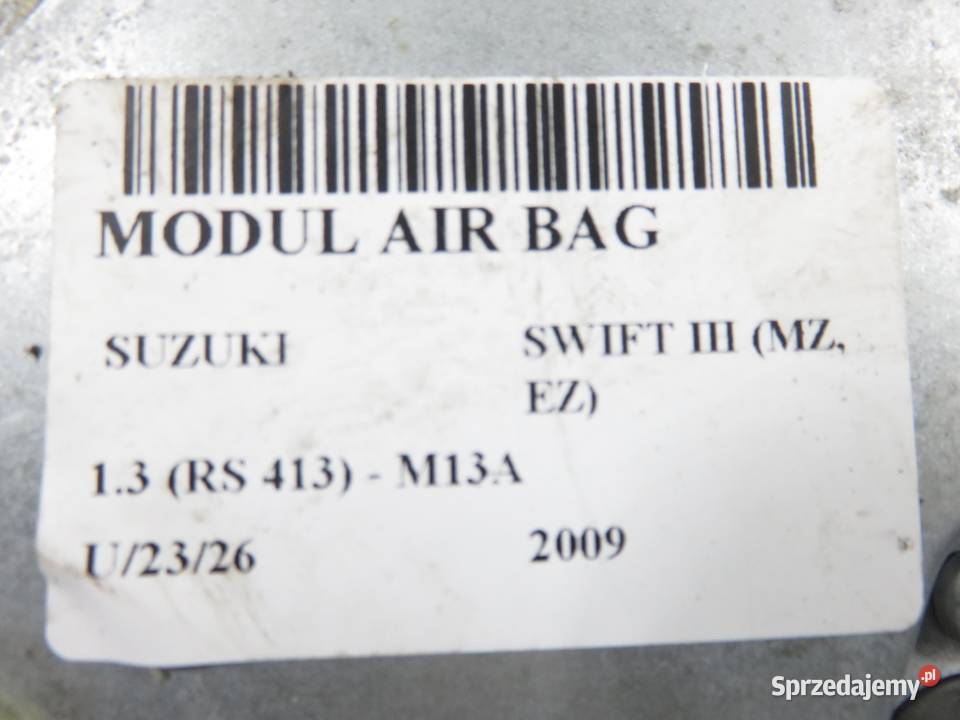 MODUL AIR BAG
SUZUKI SWIFT III (MZ,
EZ)
1.3 (RS 413) - M13A
U/23/26 2009
Sprzedajemy.pl